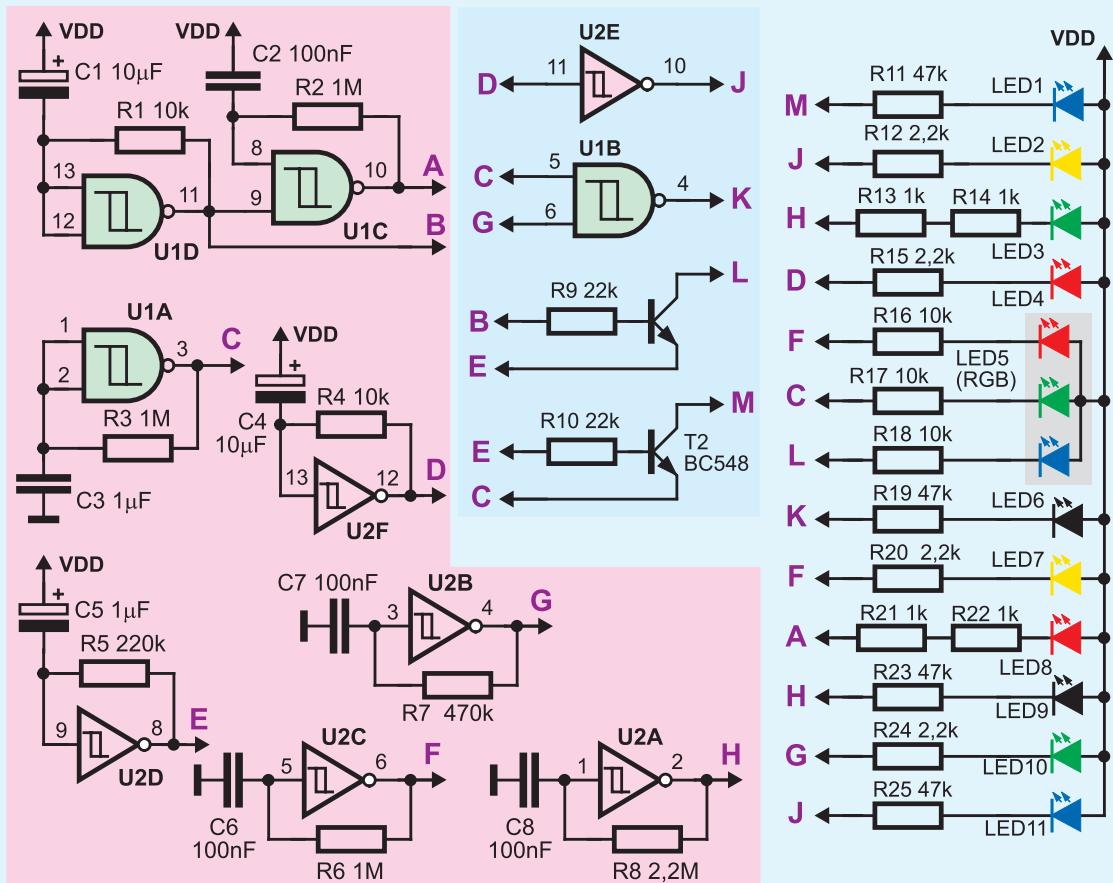 VDD
C1 10μF
R1 10k
13
12
11
U1D
VDD
C2 100nF
R2 1M
8
9
10
U1C
A
B
U1A
1
2
3
C
R3 1M
C3 1μF
VDD
+
+
C4
10μF
R4 10k
13
12
U2F
D
VDD
+
C5 1μF
R5 220k
9
8
E
U2D
C7 100nF
U2B
3
4
G
R7 470k
U2C
5
6
F
C6
100nF
R6 1M
U2A
1
2
H
C8
100nF
R8 2,2M
U2E
D
11
10
J
U1B
C
5
G
6
4
K
L
R9 22k
B
E
M
R10 22k
E
T2
BC548
C
VDD
R11 47k
LED1
M
R12 2,2k
LED2
J
R13 1k
R14 1k
H
LED3
R15 2,2k
D
LED4
R16 10k
F
LED5
(RGB)
R17 10k
C
R18 10k
L
R19 47k
LED6
K
R20 2,2k
LED7
F
R21 1k
R22 1k
A
LED8
R23 47k
H
LED9
R24 2,2k
G
LED10
R25 47k
J
LED11